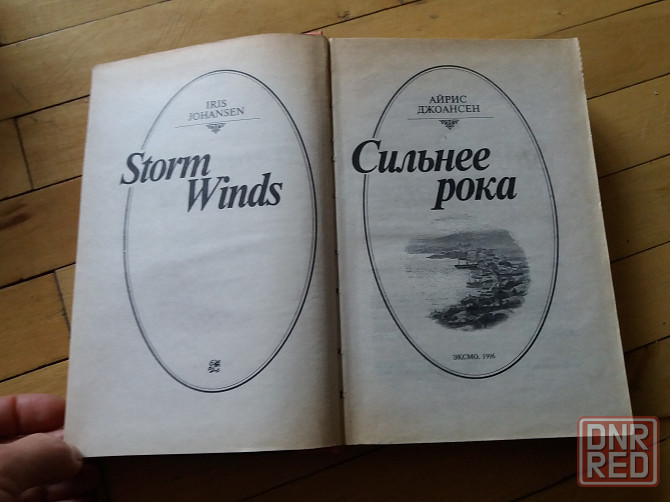 IRIS
JOHANSEN
Storm
Winds
АЙРИС
ДЖОАНСЕН
Сильнее
рока
ЭКСМО, 1996
DNR
RED